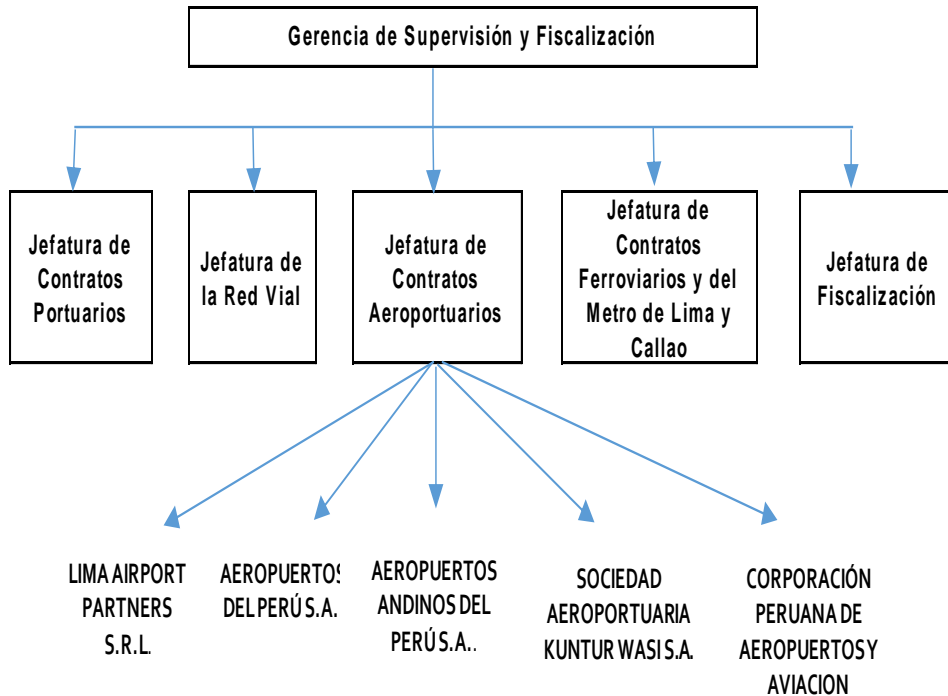 Gerencia de Supervisión y Fiscalización
Jefatura de
Contratos
Portuarios
Jefatura de
la Red Vial
Jefatura de
Contratos
Aeroportuarios
Jefatura de
Contratos
Ferroviarios y del
Metro de Lima y
Callao
Jefatura de
Fiscalización
LIMA AIRPORT
PARTNERS
S.R.L.
AEROPUERTOS
DEL PERÚ S.A.
AEROPUERTOS
ANDINOS DEL
PERÚ S.A..
SOCIEDAD
AEROPORTUARIA
KUNTUR WASI S.A.
CORPORACIÓN
PERUANA DE
AEROPUERTOS Y
AVIACION